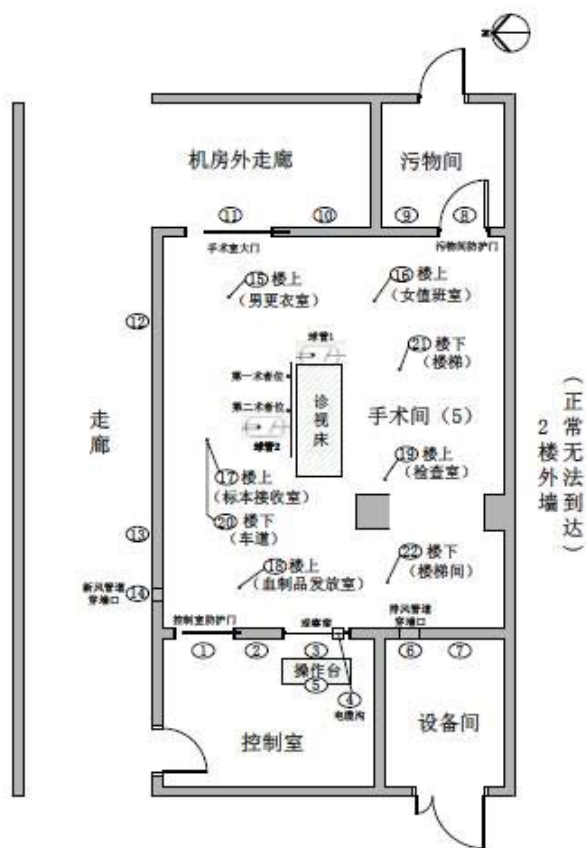 N
机房外走廊
污物间
⑪
⑩
⑨
⑧
手术室大门
污物间防护门
⑮楼上
（男更衣室）
⑯楼上
（女值班室）
⑫
球管1
㉑ 楼下
（楼梯）
第一术者位
第二术者位
诊视床
手术间（5）
球管2
走廊
（正常无法到达）
2楼外墙
⑰楼上
（标本接收室）
⑲楼上
（检查室）
⑳ 楼下
（车道）
⑬
⑱楼上
（血制品发放室）
㉒ 楼下
（楼梯间）
新风管道
穿墙口
⑭
控制室防护门
观察窗
排风管道
穿墙口
①
②
③
⑥
⑦
操作台
⑤
④
电缆沟
控制室
设备间